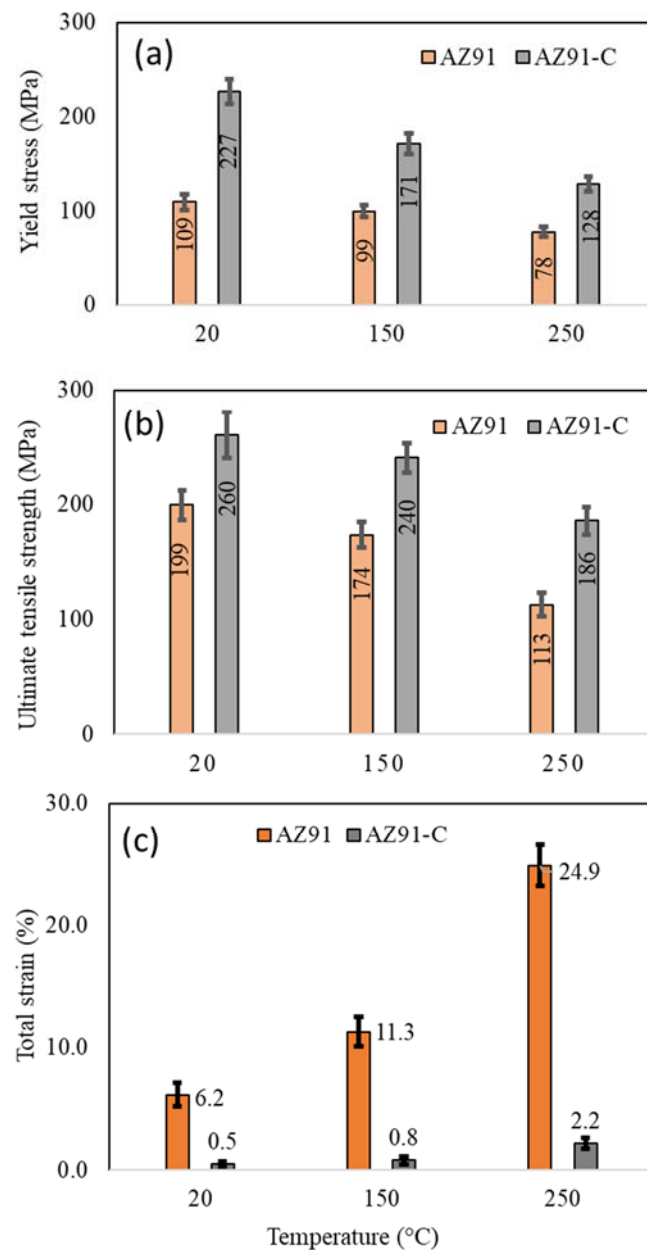 (a)
AZ91 AZ91-C
Yield stress (MPa)
300
200
100
0
109
227
99
171
78
128
20 150 250
(b)
AZ91 AZ91-C
Ultimate tensile strength (MPa)
300
200
100
0
199
260
174
240
113
186
20 150 250
(c)
AZ91 AZ91-C
Total strain (%)
30.0
20.0
10.0
0.0
6.2
0.5
11.3
0.8
24.9
2.2
20 150 250
Temperature (°C)